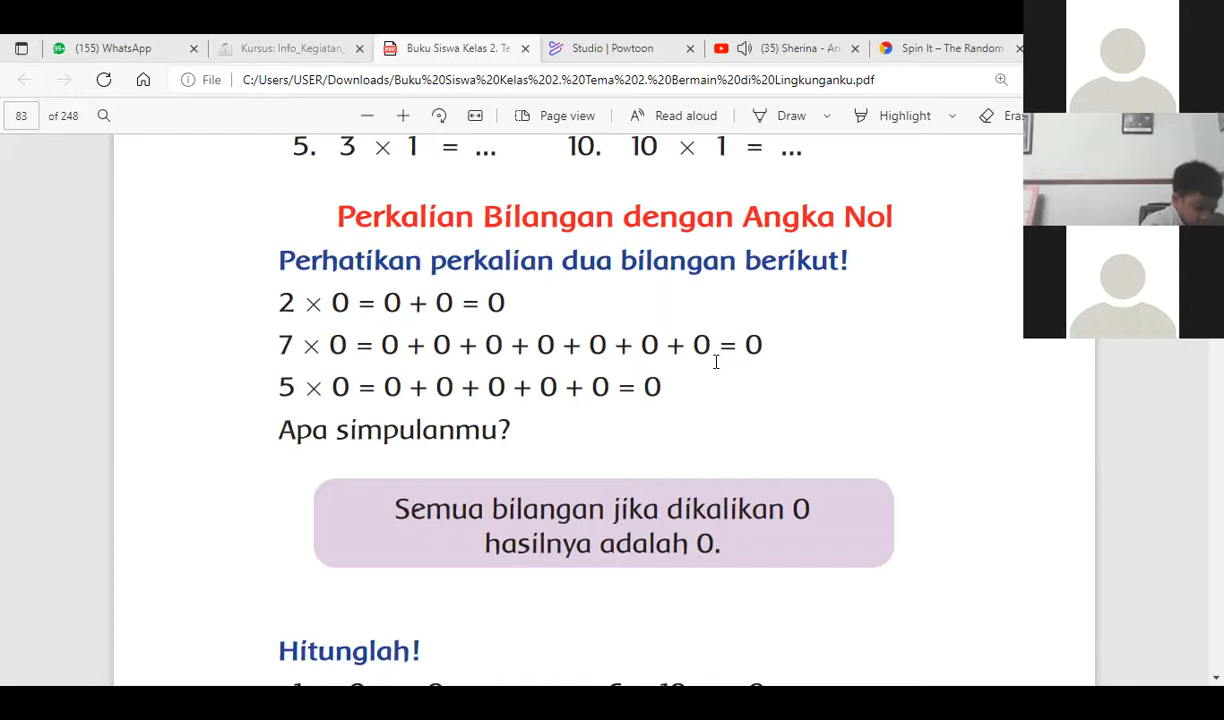 (155) WhatsApp
Kursus: Info_Kegiatan_
Buku Siswa Kelas 2. Te
Studio | Powtoon
(35) Sherina - An
Spin It – The Random
File C:/Users/USER/Downloads/Buku%20Siswa%20Kelas%202.%20Tema%202.%20Bermain%20di%20Lingkunganku.pdf
83 of 248
Page view
Read aloud
Draw
Highlight
Eras
5. 3 × 1 = ... 10. 10 × 1 = ...
Perkalian Bilangan dengan Angka Nol
Perhatikan perkalian dua bilangan berikut!
2 × 0 = 0 + 0 = 0
7 × 0 = 0 + 0 + 0 + 0 + 0 + 0 + 0 = 0
5 × 0 = 0 + 0 + 0 + 0 + 0 = 0
Apa simpulanmu?
Semua bilangan jika dikalikan 0
hasilnya adalah 0.
Hitunglah!